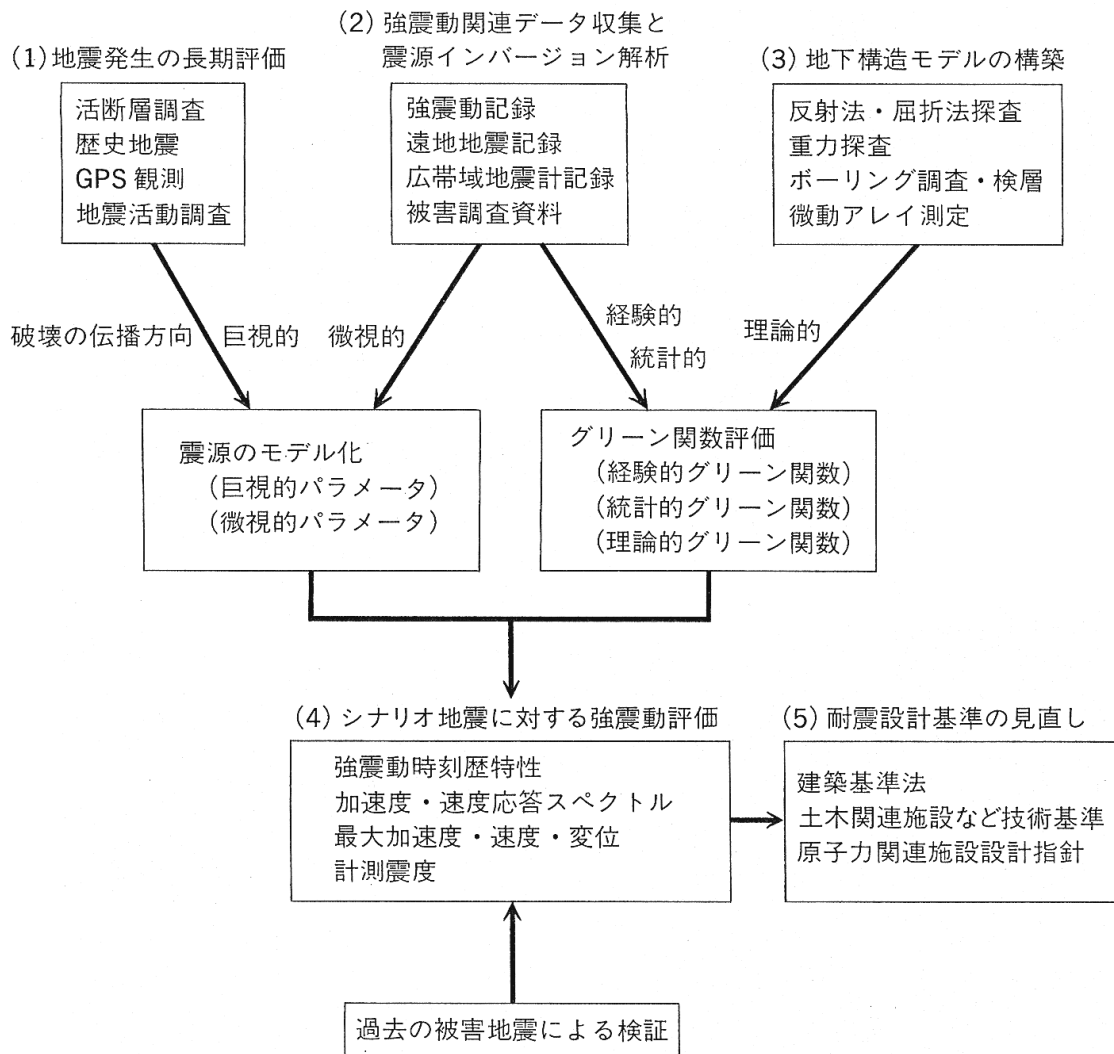 (1)地震発生の長期評価
活断層調査
歴史地震
GPS 観測
地震活動調査
(2) 強震動関連データ収集と
震源インバージョン解析
強震動記録
遠地地震記録
広帯域地震計記録
被害調査資料
(3) 地下構造モデルの構築
反射法・屈折法探査
重力探査
ボーリング調査・検層
微動アレイ測定
破壊の伝播方向
巨視的
微視的
経験的
統計的
理論的
震源のモデル化
(巨視的パラメータ)
(微視的パラメータ)
グリーン関数評価
(経験的グリーン関数)
(統計的グリーン関数)
(理論的グリーン関数)
(4) シナリオ地震に対する強震動評価
強震動時刻歴特性
加速度・速度応答スペクトル
最大加速度・速度・変位
計測震度
(5) 耐震設計基準の見直し
建築基準法
土木関連施設など技術基準
原子力関連施設設計指針
過去の被害地震による検証